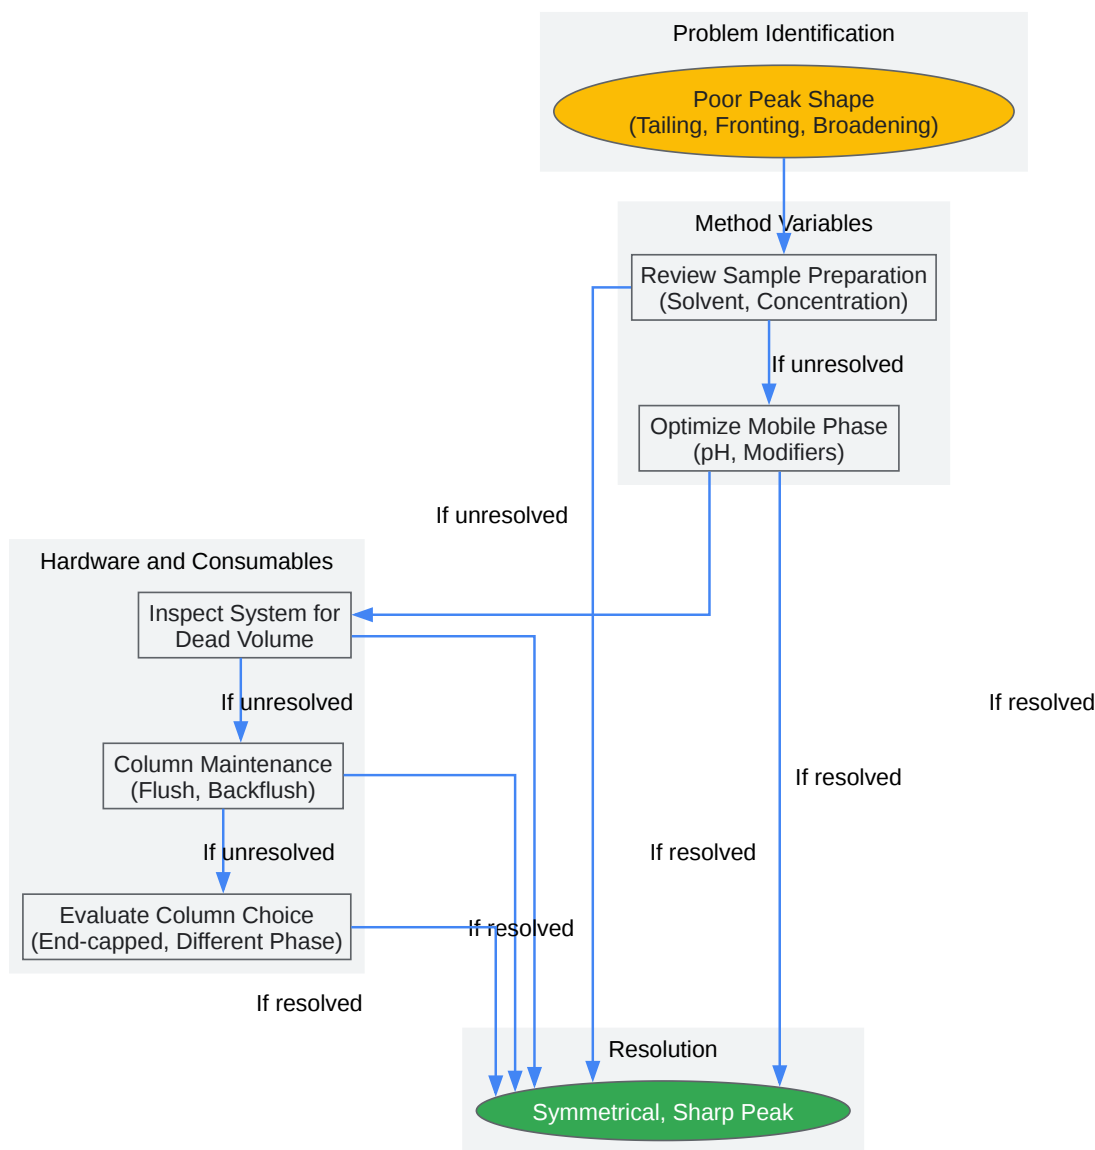 Problem Identification
Poor Peak Shape
(Tailing, Fronting, Broadening)
Method Variables
Review Sample Preparation
(Solvent, Concentration)
If unresolved
Optimize Mobile Phase
(pH, Modifiers)
If unresolved
Hardware and Consumables
Inspect System for
Dead Volume
If unresolved
If resolved
Column Maintenance
(Flush, Backflush)
If resolved
If unresolved
If resolved
Evaluate Column Choice
(End-capped, Different Phase)
If resolved
If resolved
Resolution
Symmetrical, Sharp Peak